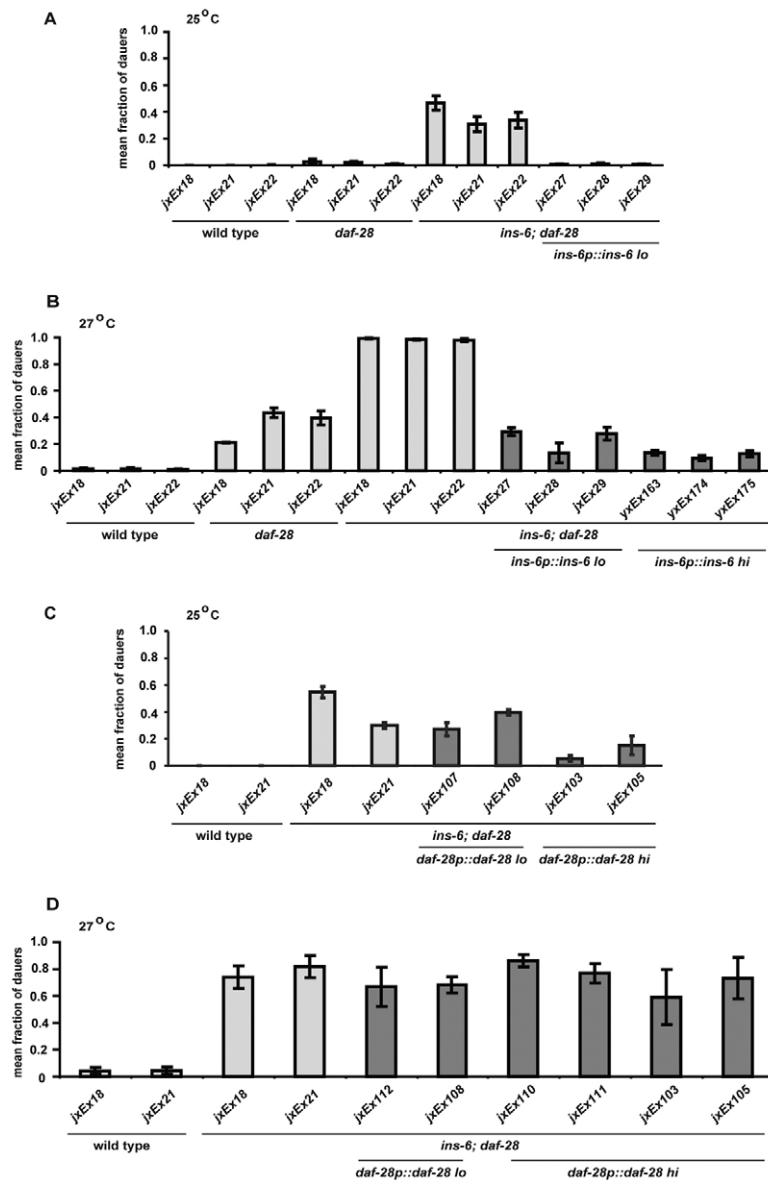 A
25°C
mean fraction of dauers
1.0
0.8
0.6
0.4
0.2
0
jxEx18 jxEx21 jxEx22 jxEx18 jxEx21 jxEx22 jxEx18 jxEx21 jxEx22 jxEx27 jxEx28 jxEx29
wild type daf-28 ins-6; daf-28
ins-6p::ins-6 lo
B
27°C
mean fraction of dauers
1.0
0.8
0.6
0.4
0.2
0
jxEx18 jxEx21 jxEx22 jxEx18 jxEx21 jxEx22 jxEx18 jxEx21 jxEx22 jxEx27 jxEx28 jxEx29 yxEx163 yxEx174 yxEx175
wild type daf-28 ins-6; daf-28
ins-6p::ins-6 lo ins-6p::ins-6 hi
C
25°C
mean fraction of dauers
1.0
0.8
0.6
0.4
0.2
0
jxEx18 jxEx21 jxEx18 jxEx21 jxEx107 jxEx108 jxEx103 jxEx105
wild type ins-6; daf-28
daf-28p::daf-28 lo daf-28p::daf-28 hi
D
27°C
mean fraction of dauers
1.0
0.8
0.6
0.4
0.2
0
jxEx18 jxEx21 jxEx18 jxEx21 jxEx112 jxEx108 jxEx110 jxEx111 jxEx103 jxEx105
wild type ins-6; daf-28
daf-28p::daf-28 lo daf-28p::daf-28 hi